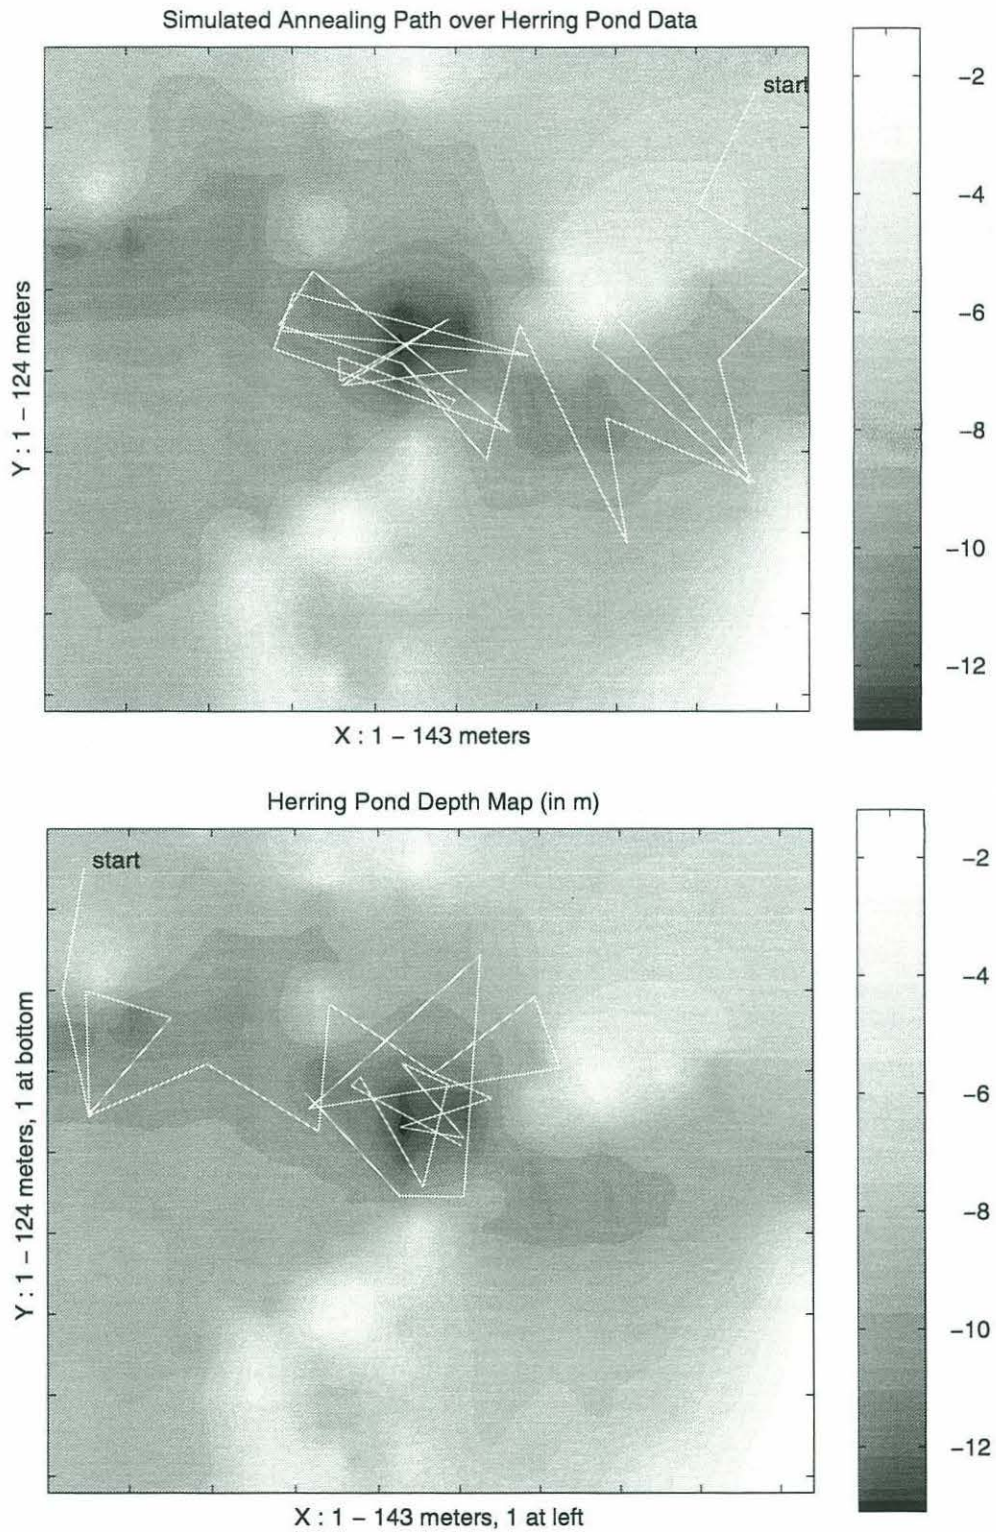 Simulated Annealing Path over Herring Pond Data
start
−2
−4
−6
−8
−10
−12
Y : 1 − 124 meters
X : 1 − 143 meters
Herring Pond Depth Map (in m)
start
−2
−4
−6
−8
−10
−12
Y : 1 − 124 meters, 1 at bottom
X : 1 − 143 meters, 1 at left